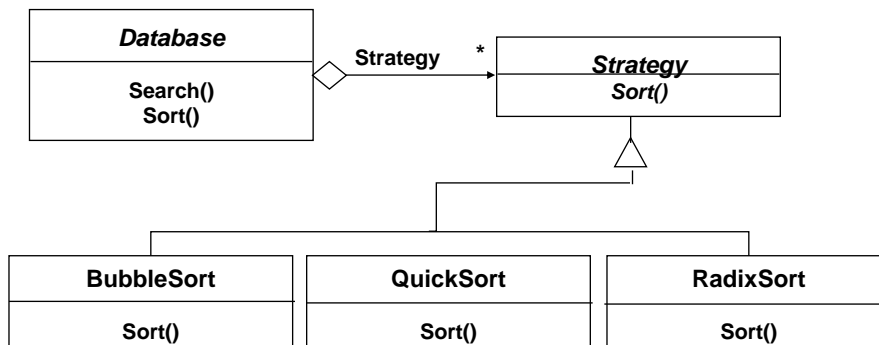 Database
Search()
Sort()
Strategy *
Strategy
Sort()
BubbleSort
Sort()
QuickSort
Sort()
RadixSort
Sort()